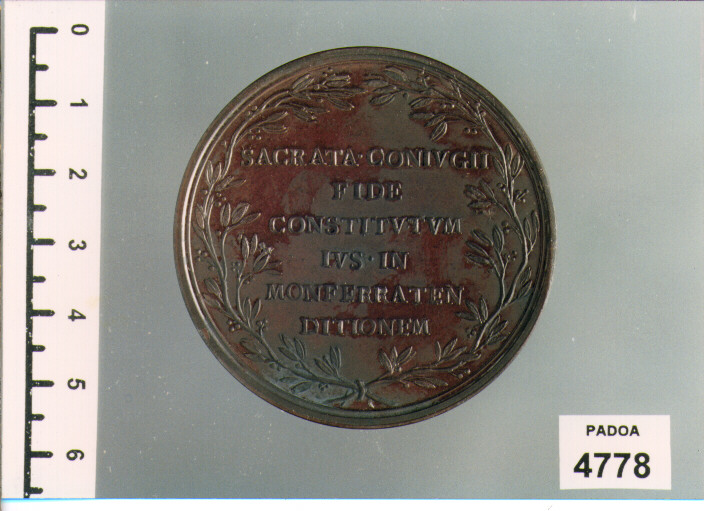 SACRATA·CONIVGII
FIDE
CONSTITVTVM
IVS·IN
MONFERRATEN
DITIONEM
0
1
2
3
4
5
6
PADOA
4778